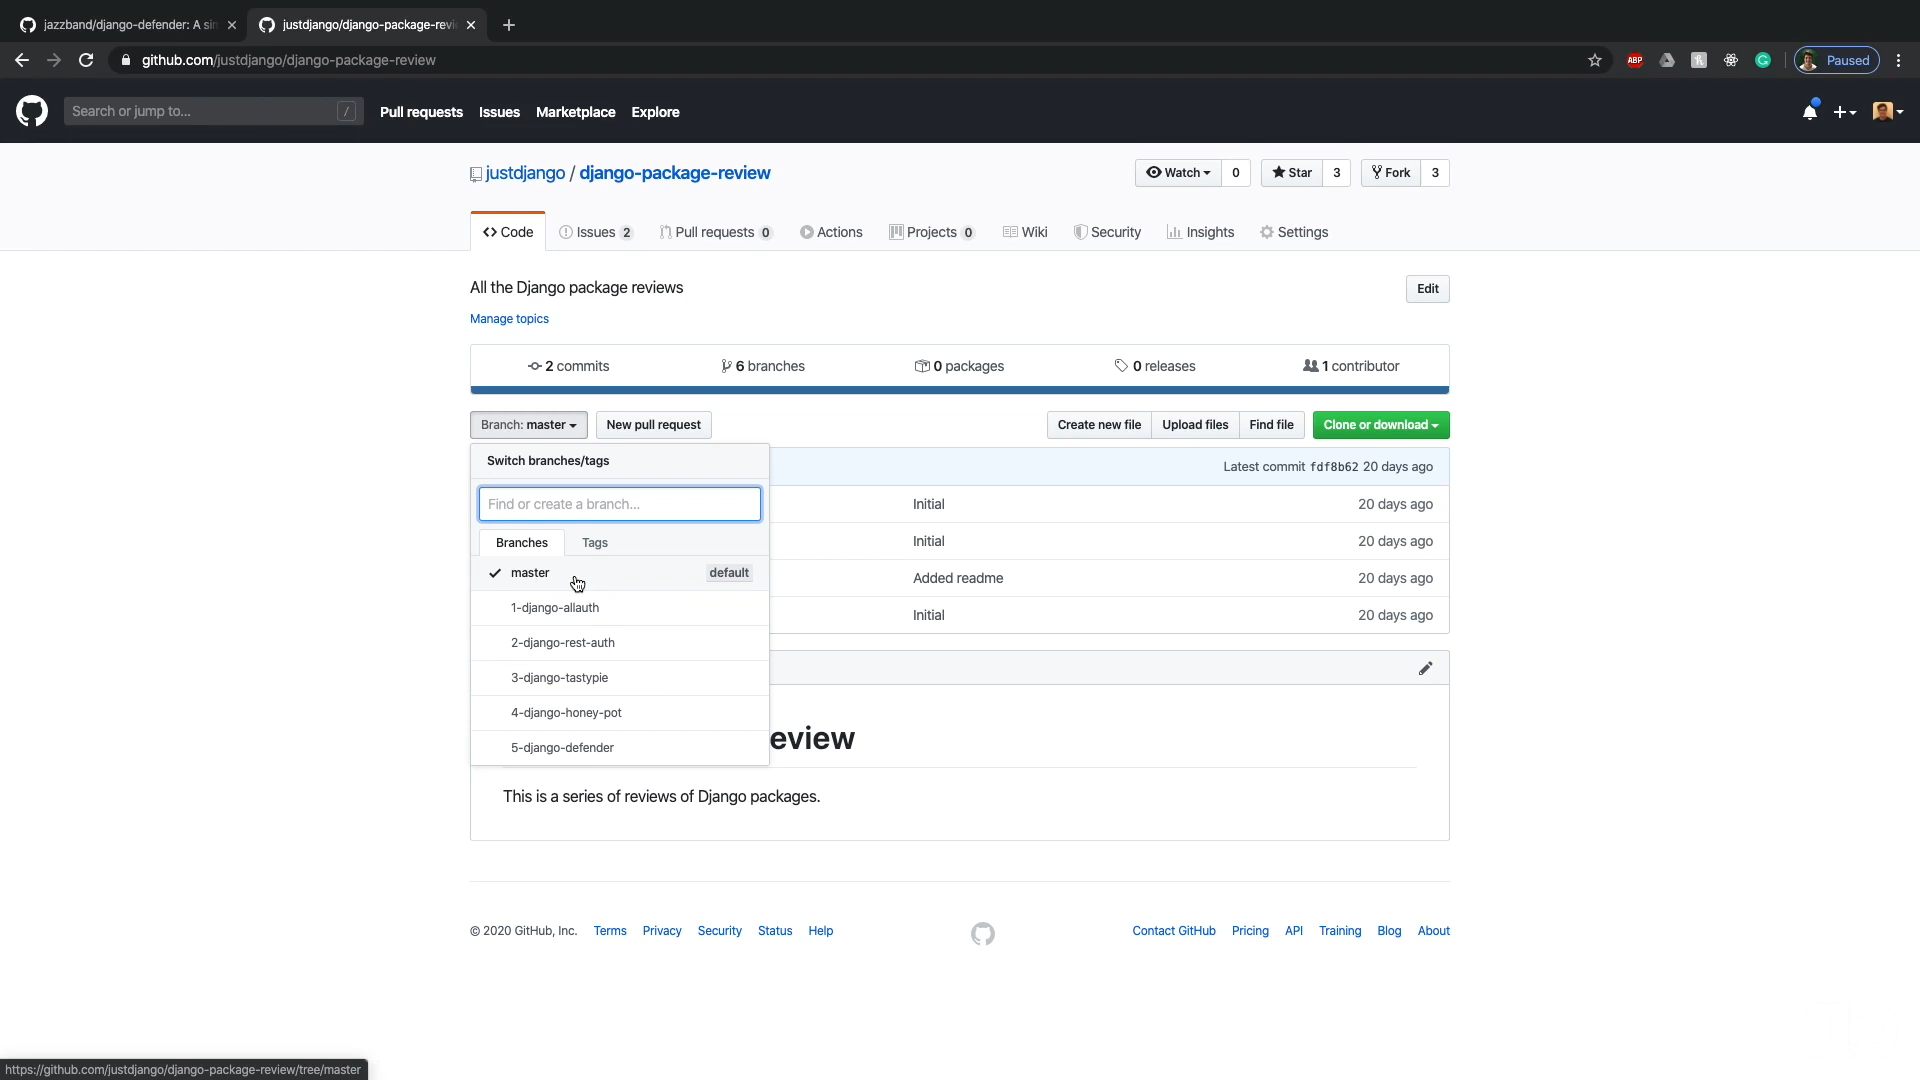 jazzband/django-defender: A sim
justdjango/django-package-revi
github.com/justdjango/django-package-review
ABP
Paused
Search or jump to...
/
Pull requests
Issues
Marketplace
Explore
justdjango / django-package-review
Watch 0
Star 3
Fork 3
Code
Issues 2
Pull requests 0
Actions
Projects 0
Wiki
Security
Insights
Settings
All the Django package reviews
Edit
Manage topics
2 commits
6 branches
0 packages
0 releases
1 contributor
Branch: master
New pull request
Create new file
Upload files
Find file
Clone or download
Switch branches/tags
Latest commit fdf8b62 20 days ago
Find or create a branch...
Initial 20 days ago
Branches
Tags
Initial 20 days ago
master default
Added readme 20 days ago
1-django-allauth
Initial 20 days ago
2-django-rest-auth
3-django-tastypie
4-django-honey-pot
5-django-defender
eview
This is a series of reviews of Django packages.
© 2020 GitHub, Inc.
Terms
Privacy
Security
Status
Help
Contact GitHub
Pricing
API
Training
Blog
About
https://github.com/justdjango/django-package-review/tree/master